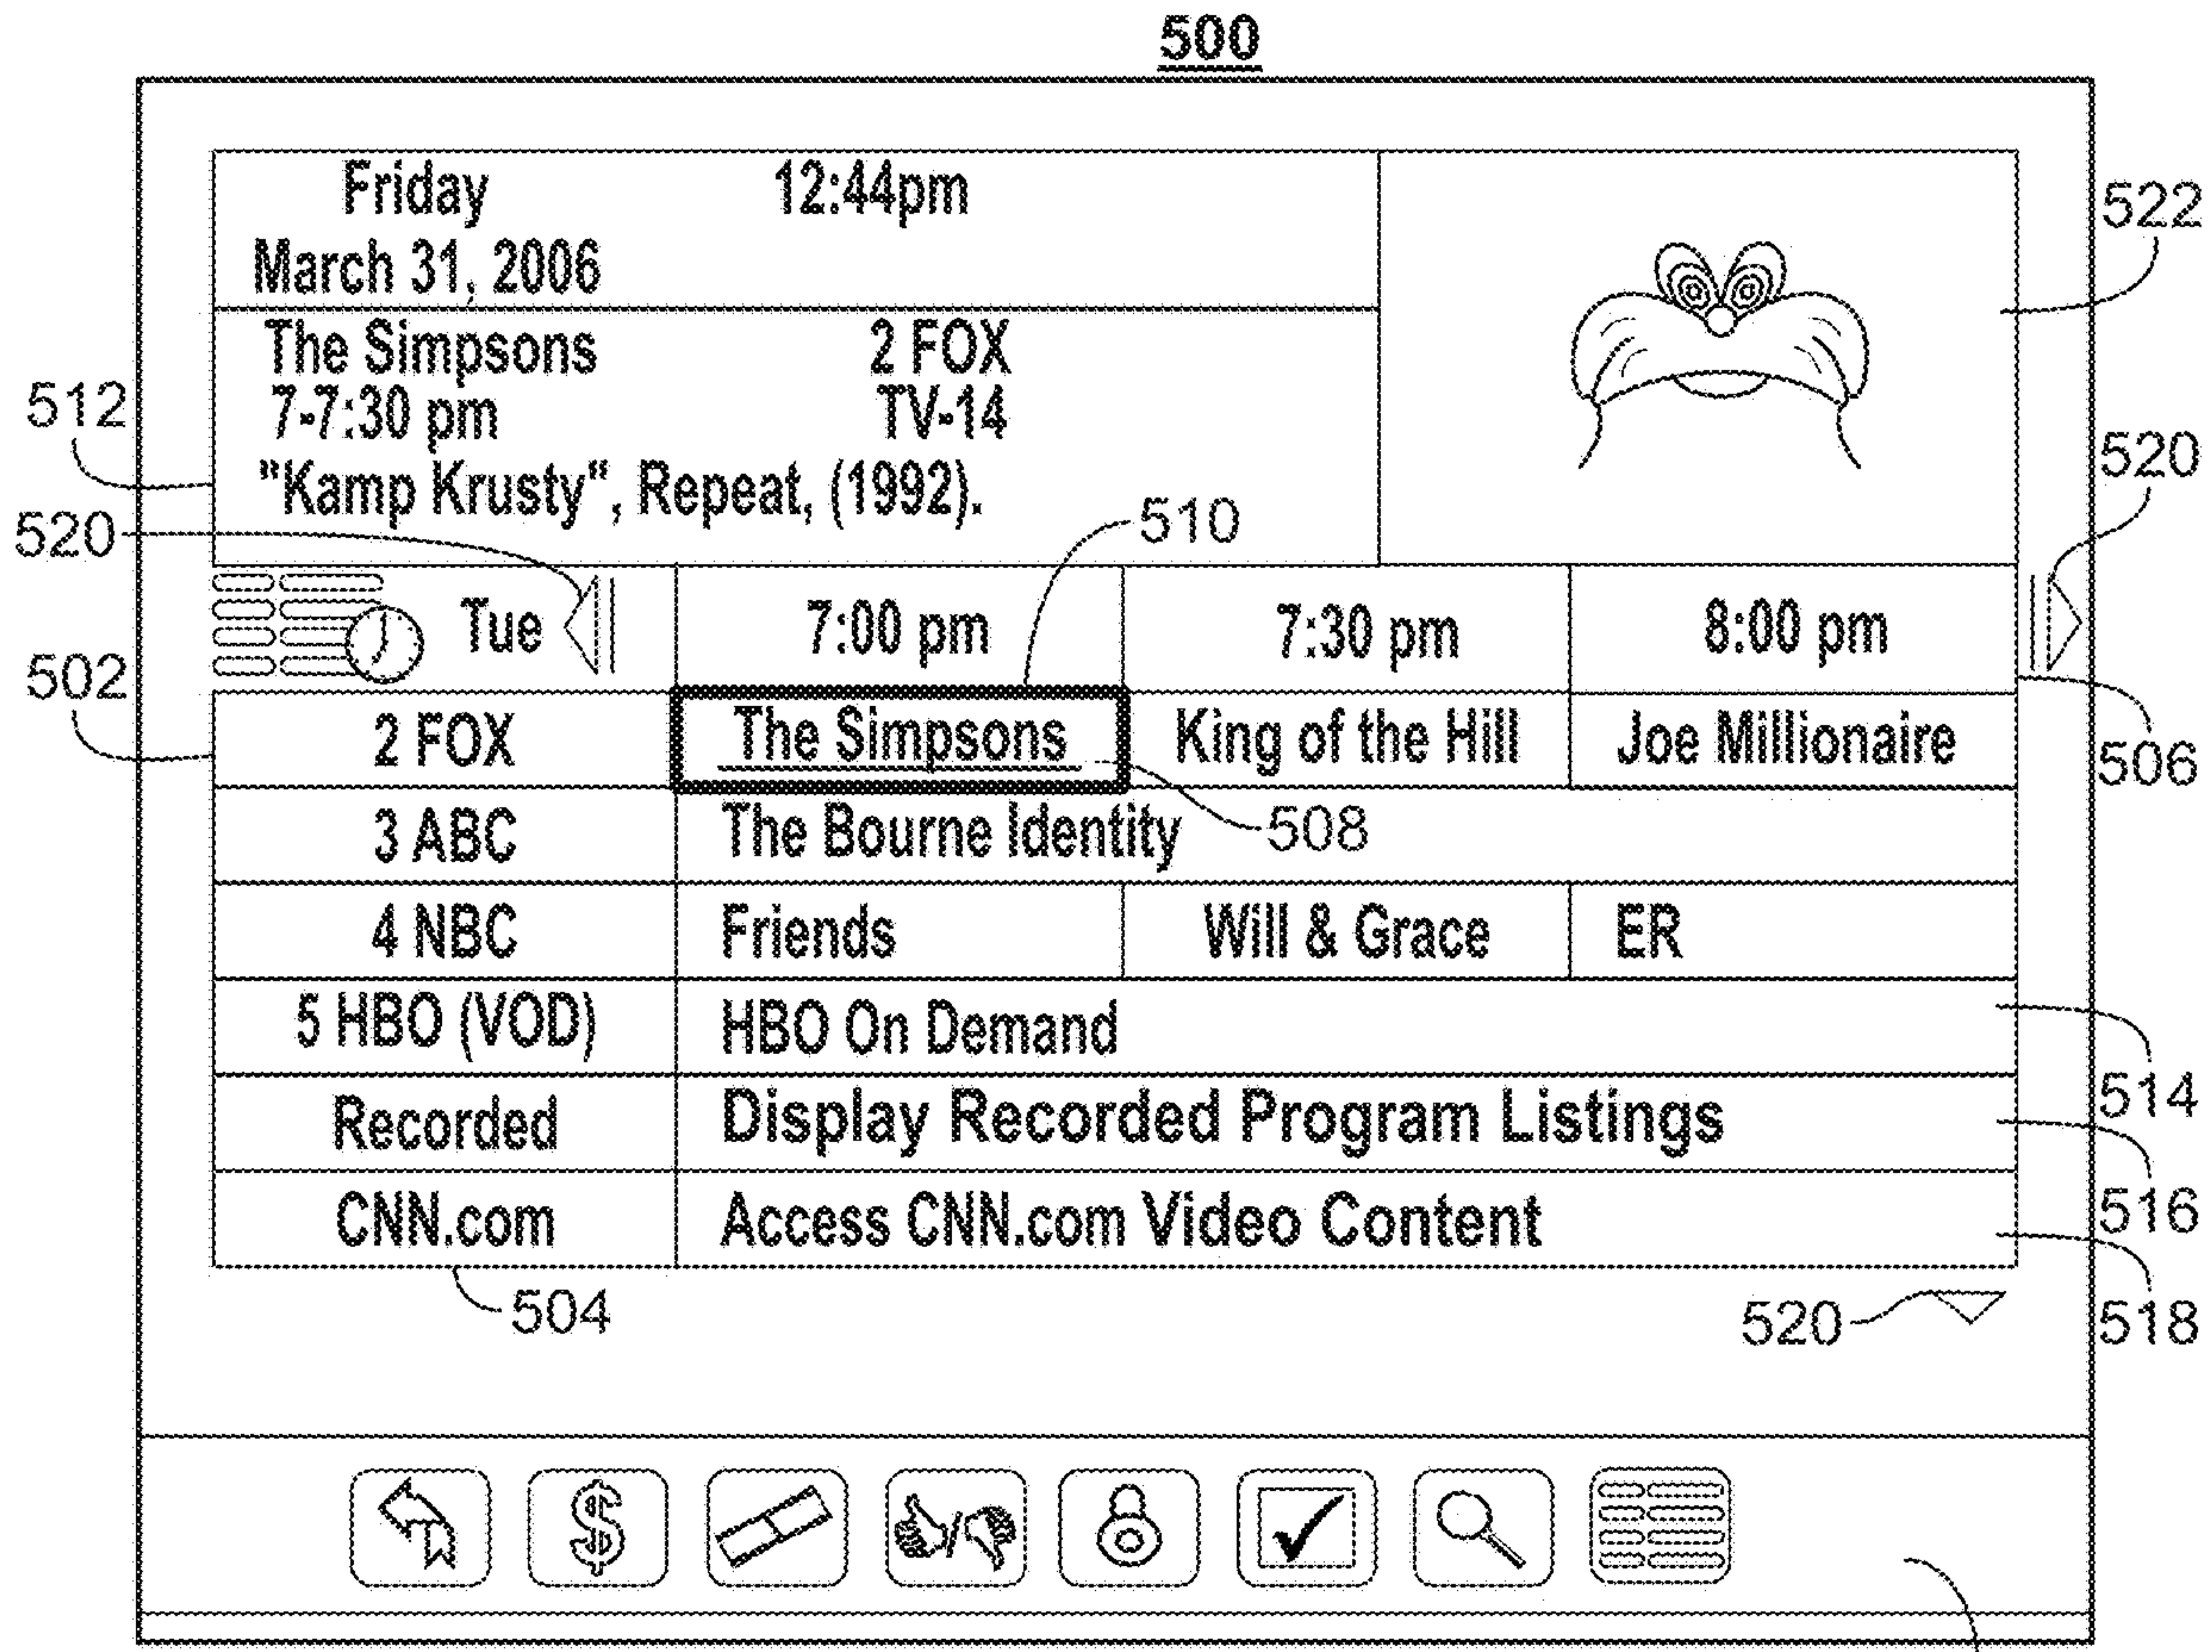 500
Friday 12:44pm
March 31, 2006
522
The Simpsons 2 FOX
512
7-7:30 pm TV-14
520
"Kamp Krusty", Repeat, (1992).
520
510
Tue 7:00 pm 7:30 pm 8:00 pm
502
2 FOX The Simpsons King of the Hill Joe Millionaire
506
3 ABC The Bourne Identity
508
4 NBC Friends Will & Grace ER
5 HBO (VOD) HBO On Demand
514
Recorded Display Recorded Program Listings
516
CNN.com Access CNN.com Video Content
504
520
518
$